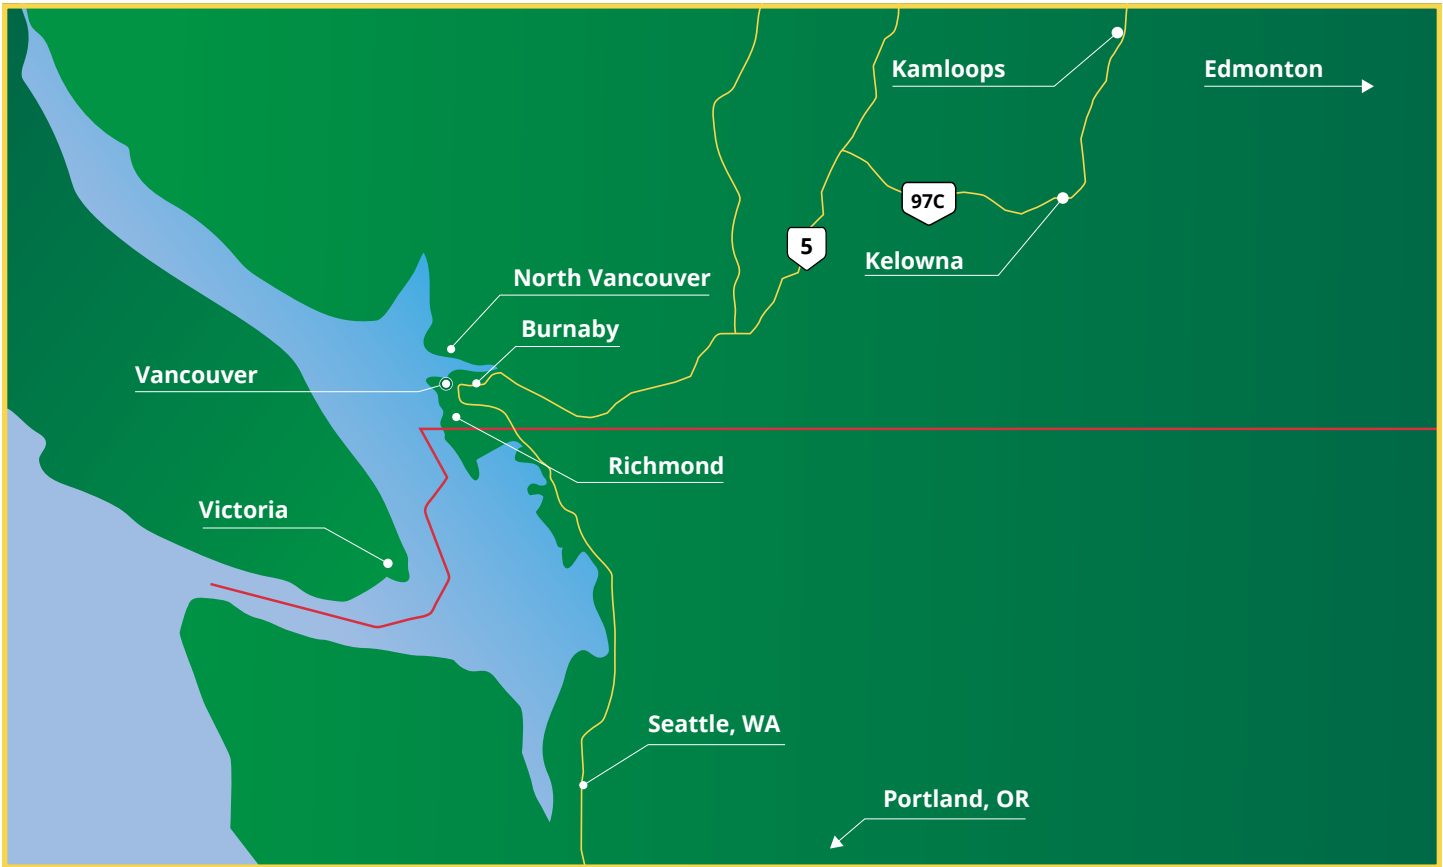 Kamloops
Edmonton
97C
5
Kelowna
North Vancouver
Burnaby
Vancouver
Richmond
Victoria
Seattle, WA
Portland, OR